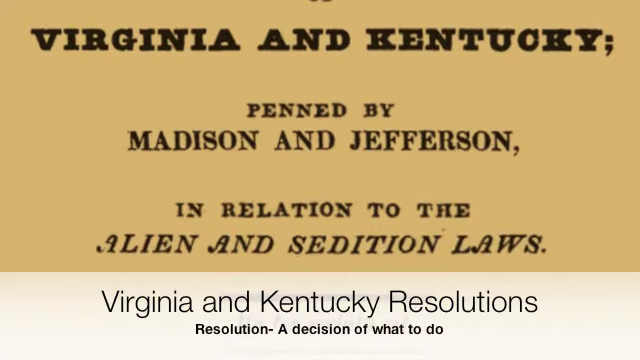 VIRGINIA AND KENTUCKY;
PENNED BY
MADISON AND JEFFERSON,
IN RELATION TO THE
ALIEN AND SEDITION LAWS.
Virginia and Kentucky Resolutions
Resolution- A decision of what to do